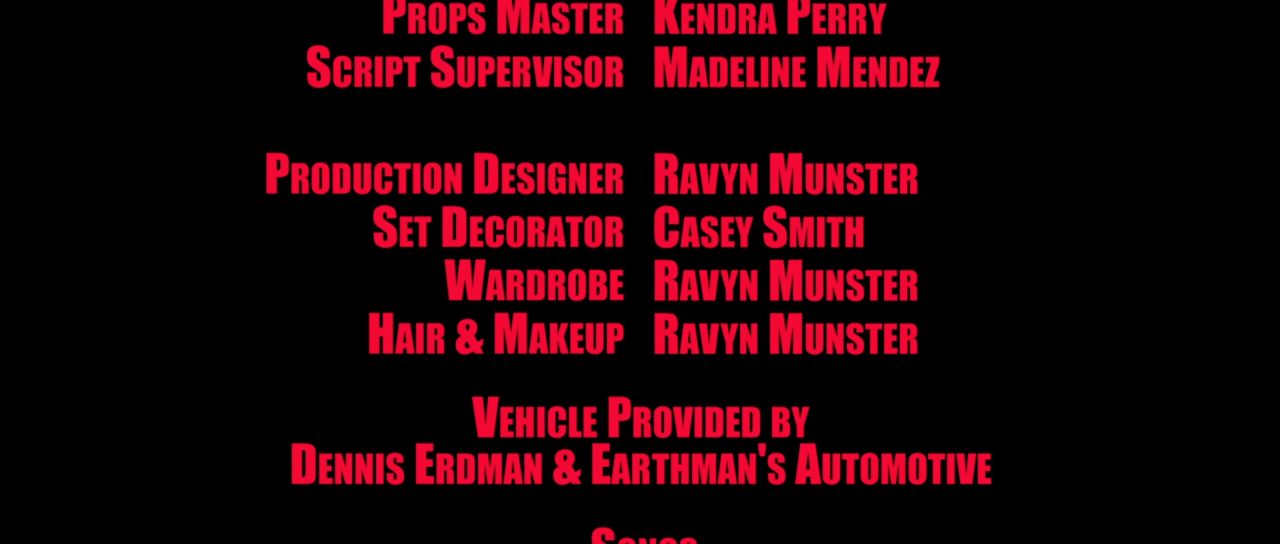 Props Master Kendra Perry
Script Supervisor Madeline Mendez
Production Designer Ravyn Munster
Set Decorator Casey Smith
Wardrobe Ravyn Munster
Hair & Makeup Ravyn Munster
Vehicle Provided by
Dennis Erdman & Earthman's Automotive
Songs